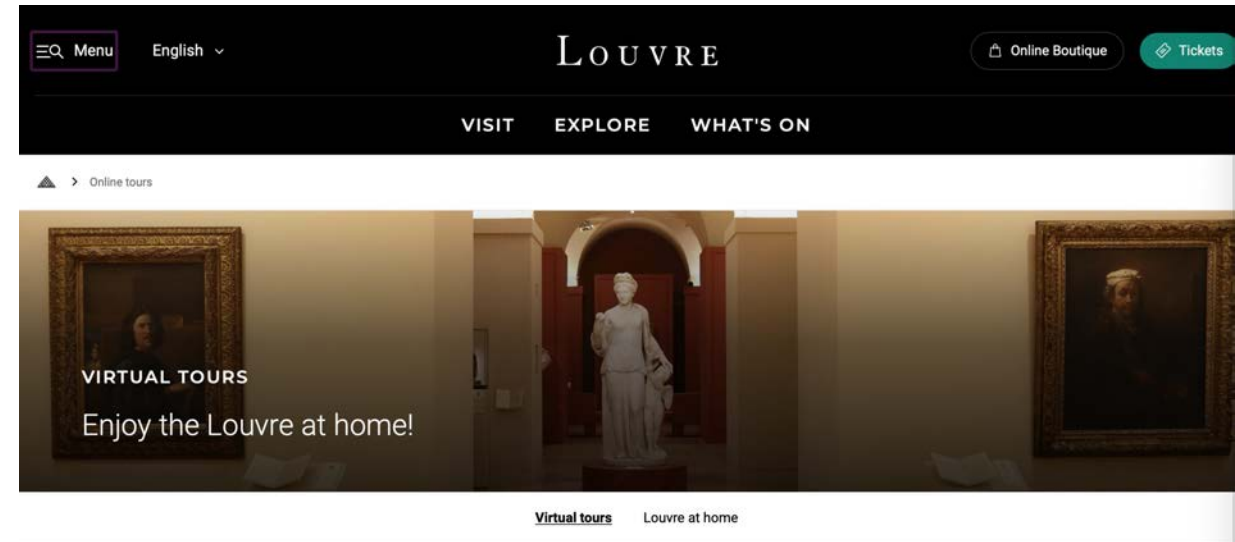 Menu English LOUVRE Online Boutique Tickets
VISIT EXPLORE WHAT'S ON
Online tours
VIRTUAL TOURS
Enjoy the Louvre at home!
Virtual tours Louvre at home